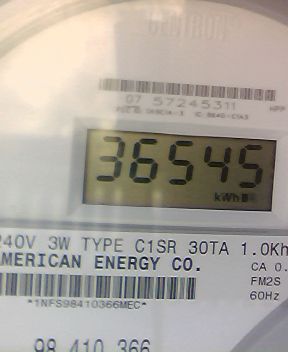 CENTRON
07 57245311
36545
kWh
240V 3W TYPE C1SR 30TA 1.0Kh
AMERICAN ENERGY CO.
CA 0.
FM2S
60Hz
*1NFS98410366MEC*
98 410 366